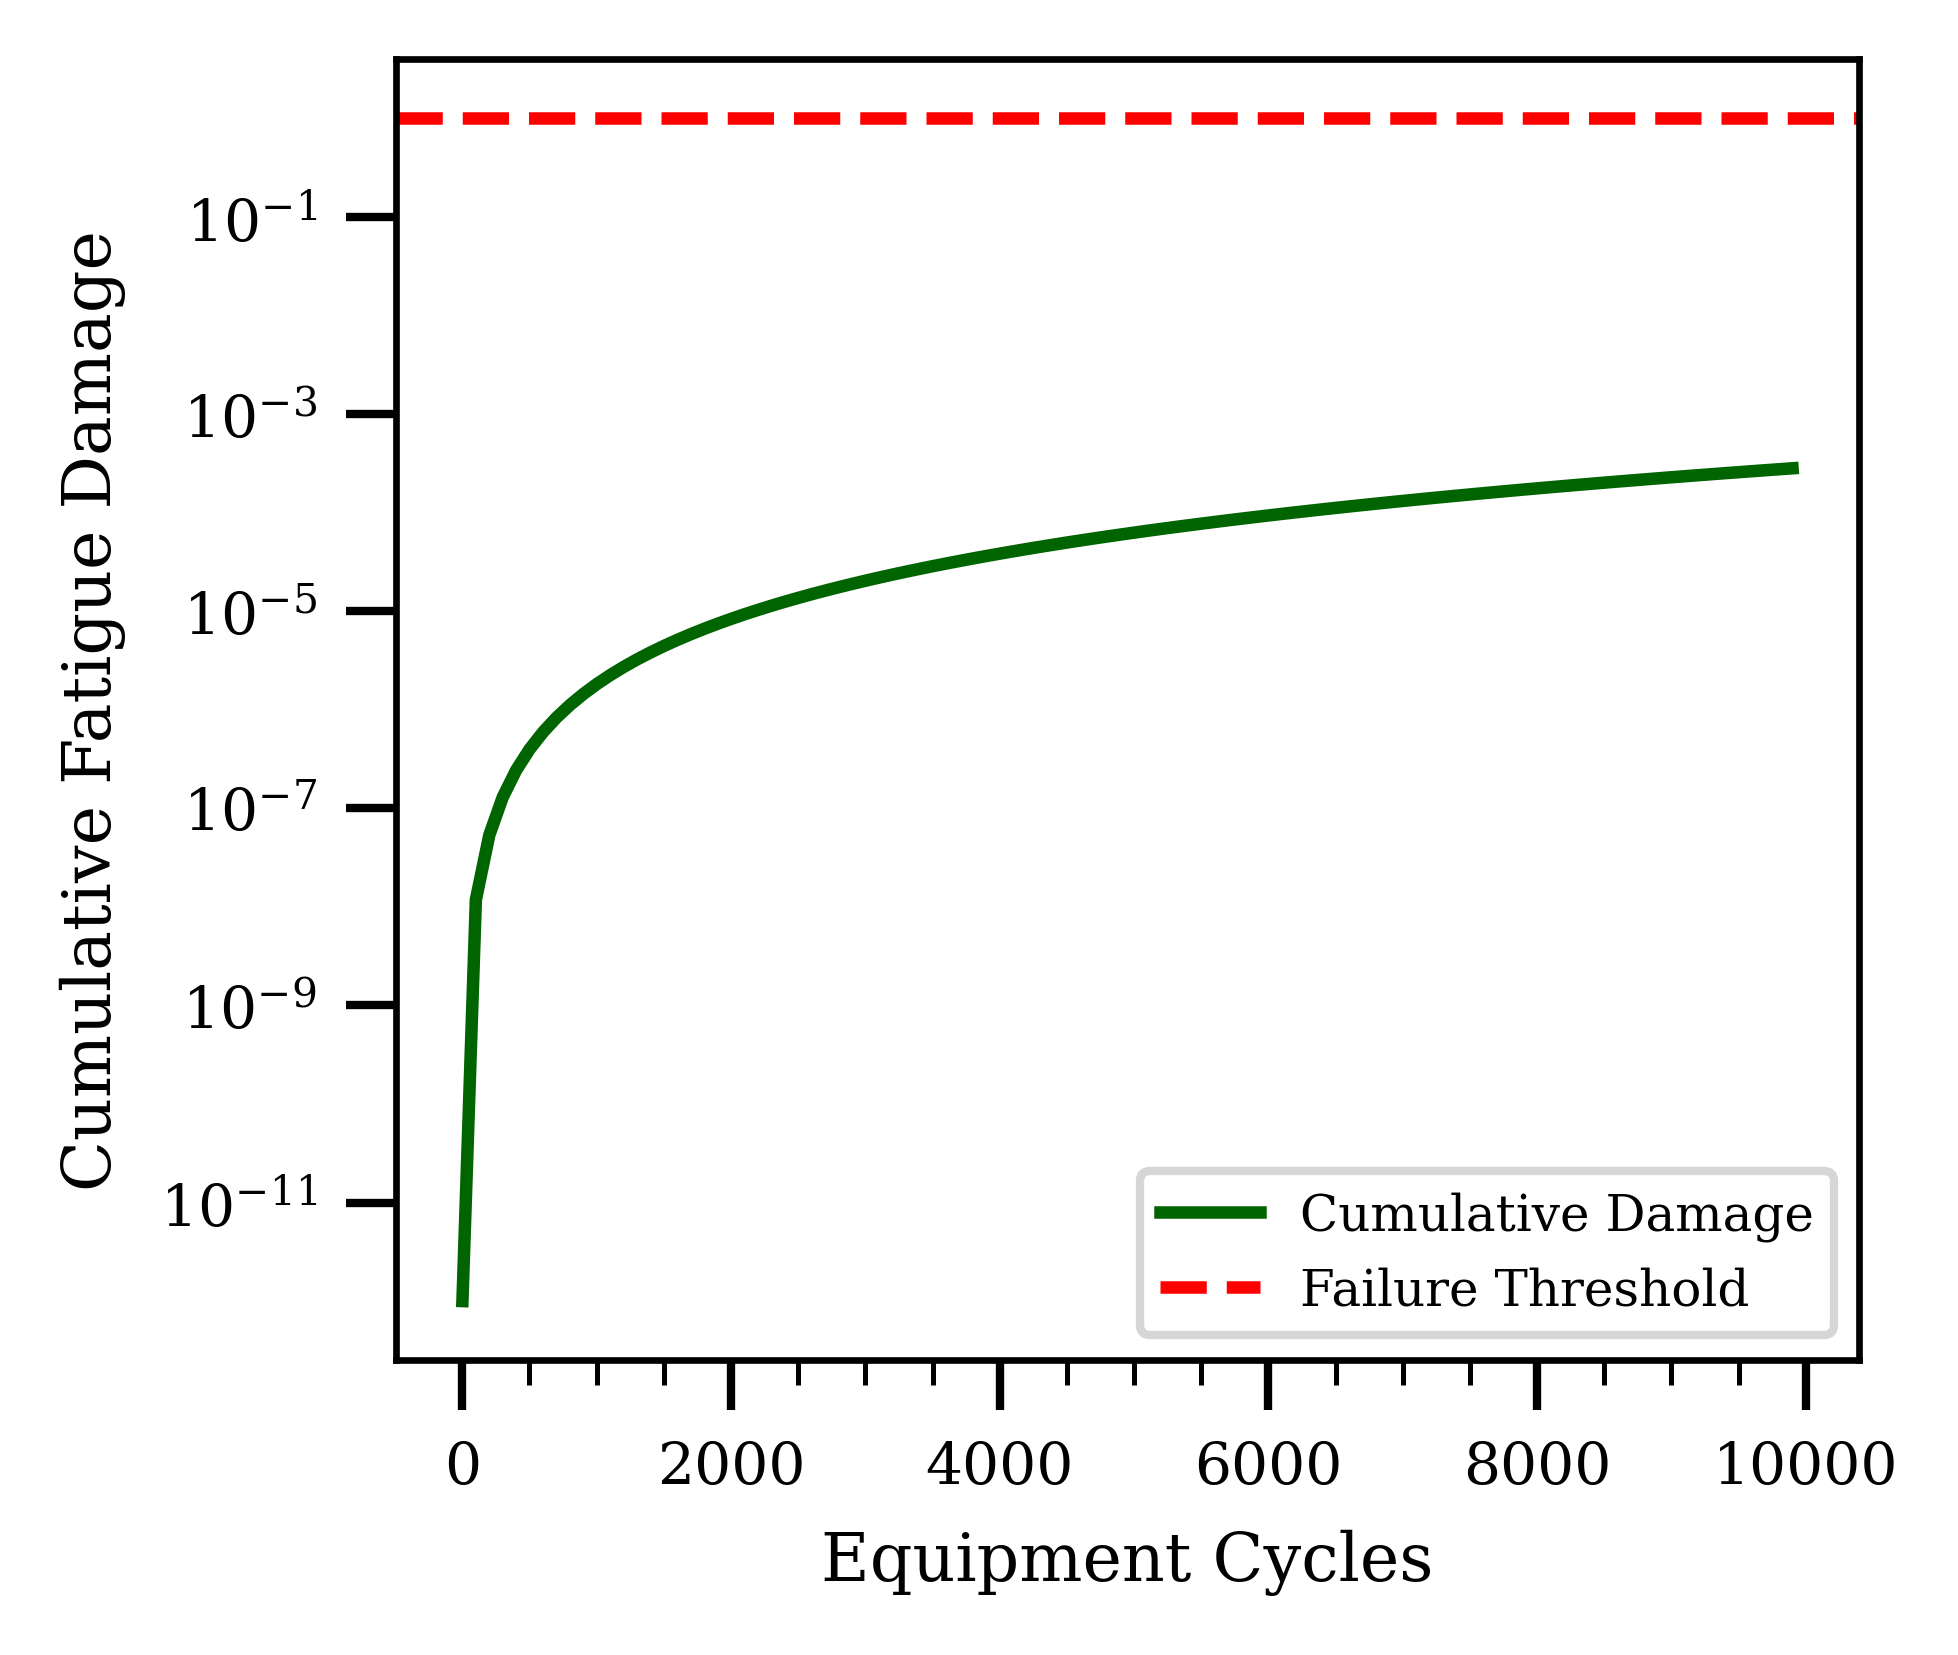 10⁻¹
10⁻³
10⁻⁵
10⁻⁷
10⁻⁹
10⁻¹¹
Cumulative Fatigue Damage
Cumulative Damage
Failure Threshold
0 2000 4000 6000 8000 10000
Equipment Cycles